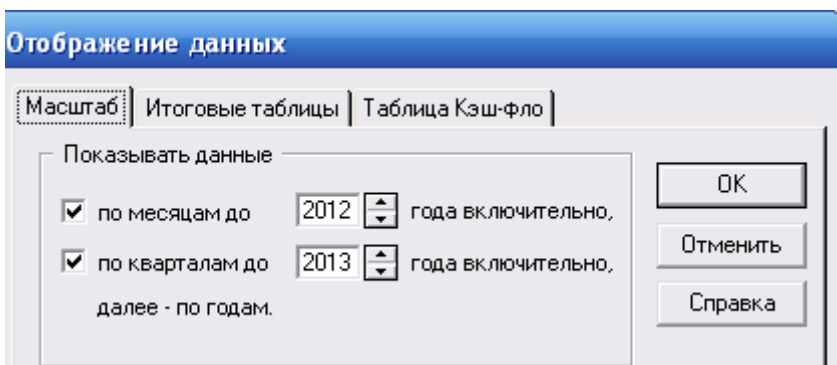 Отображение данных
Масштаб Итоговые таблицы Таблица Кэш-фло
Показывать данные
OK
по месяцам до 2012 года включительно,
Отменить
по кварталам до 2013 года включительно,
далее - по годам.
Справка